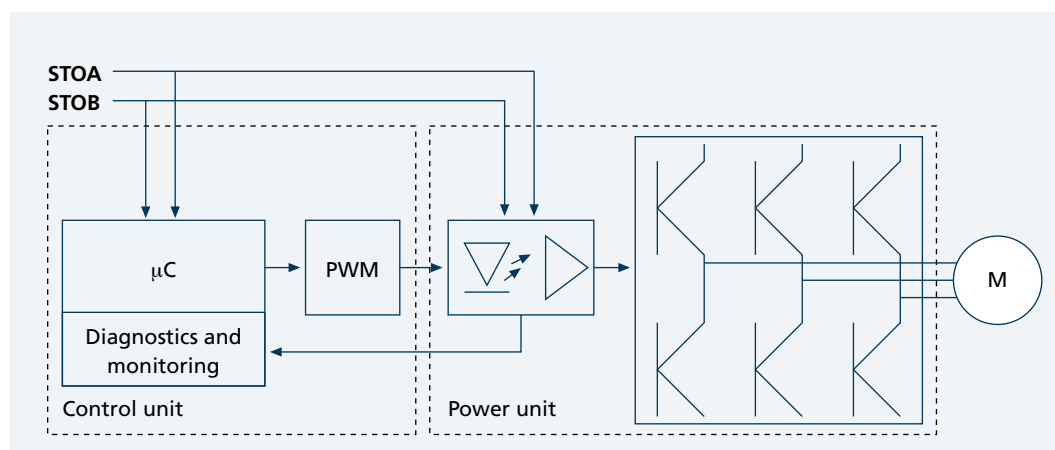 STOA
STOB
μC
PWM
M
Diagnostics and
monitoring
Control unit
Power unit